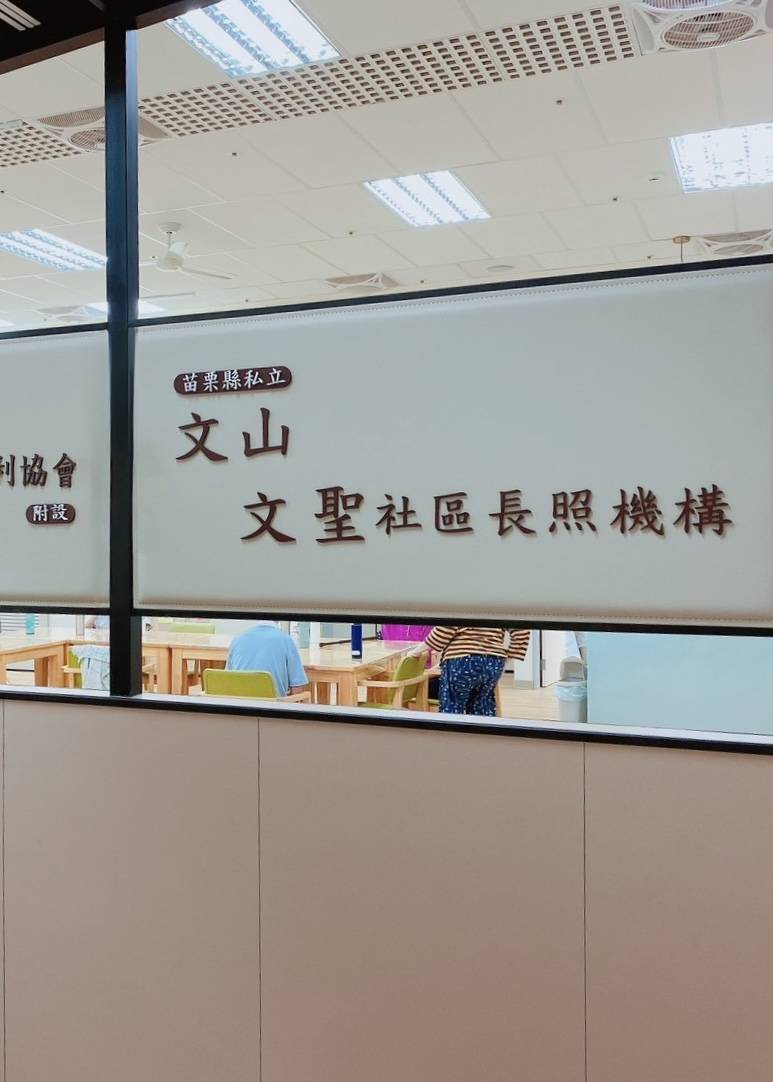 利協會
附設
苗栗縣私立
文山
文聖社區長照機構